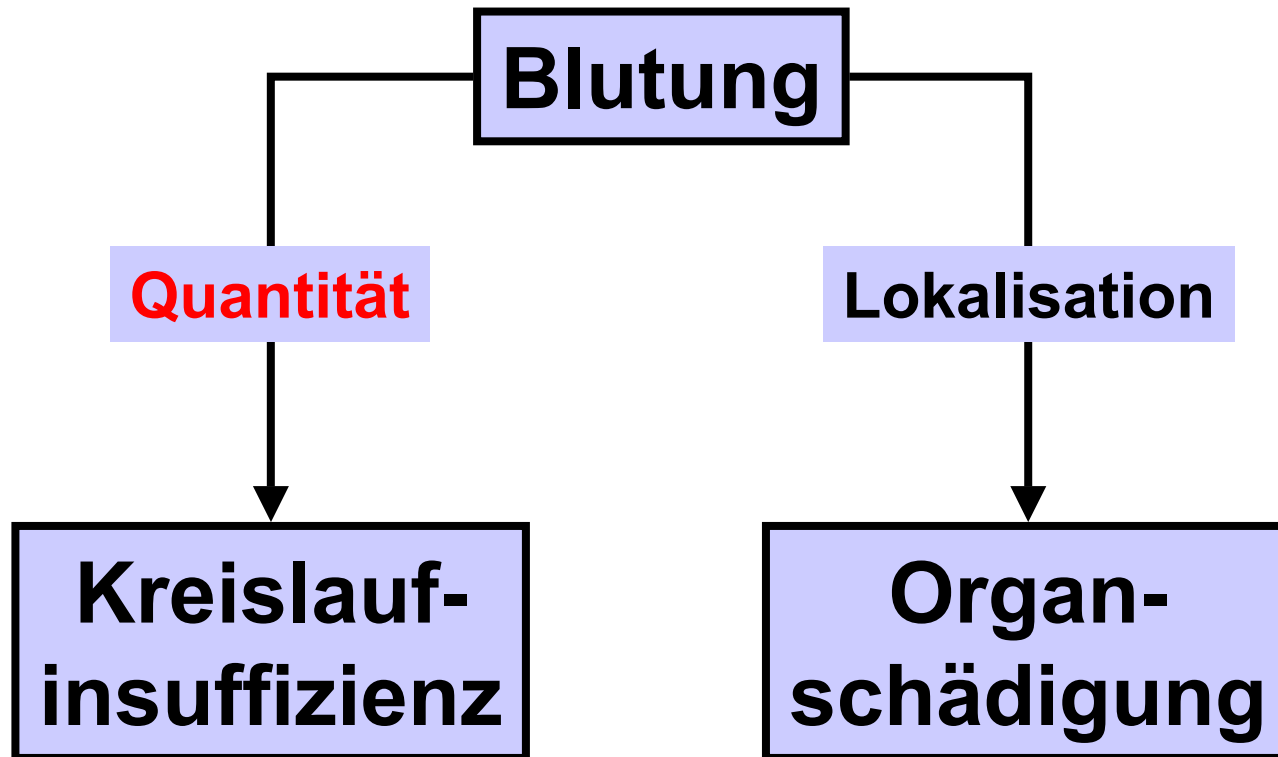 Blutung
Quantität
Lokalisation
Kreislauf-
insuffizienz
Organ-
schädigung